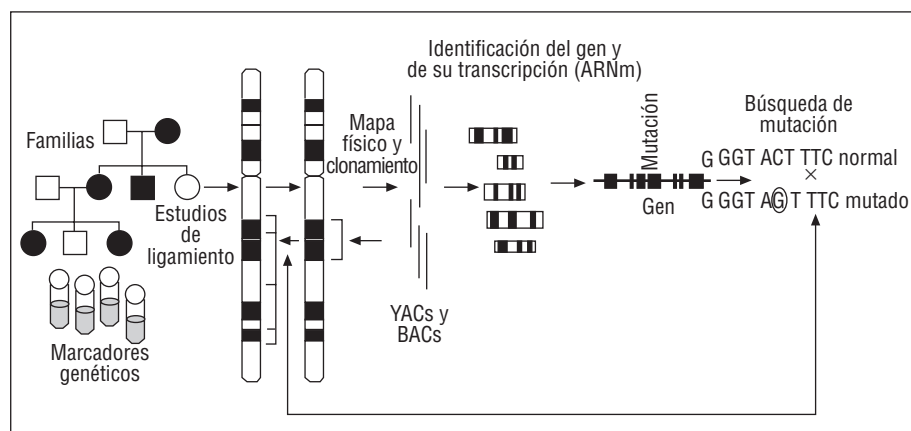 Identificación del gen y
de su transcripción (ARNm)
Familias
Estudios
de
ligamiento
Marcadores
genéticos
Mapa
físico y
clonamiento
YACs y
BACs
Mutación
Gen
Búsqueda de
mutación
G GGT ACT TTC normal
×
G GGT AGT TTC mutado